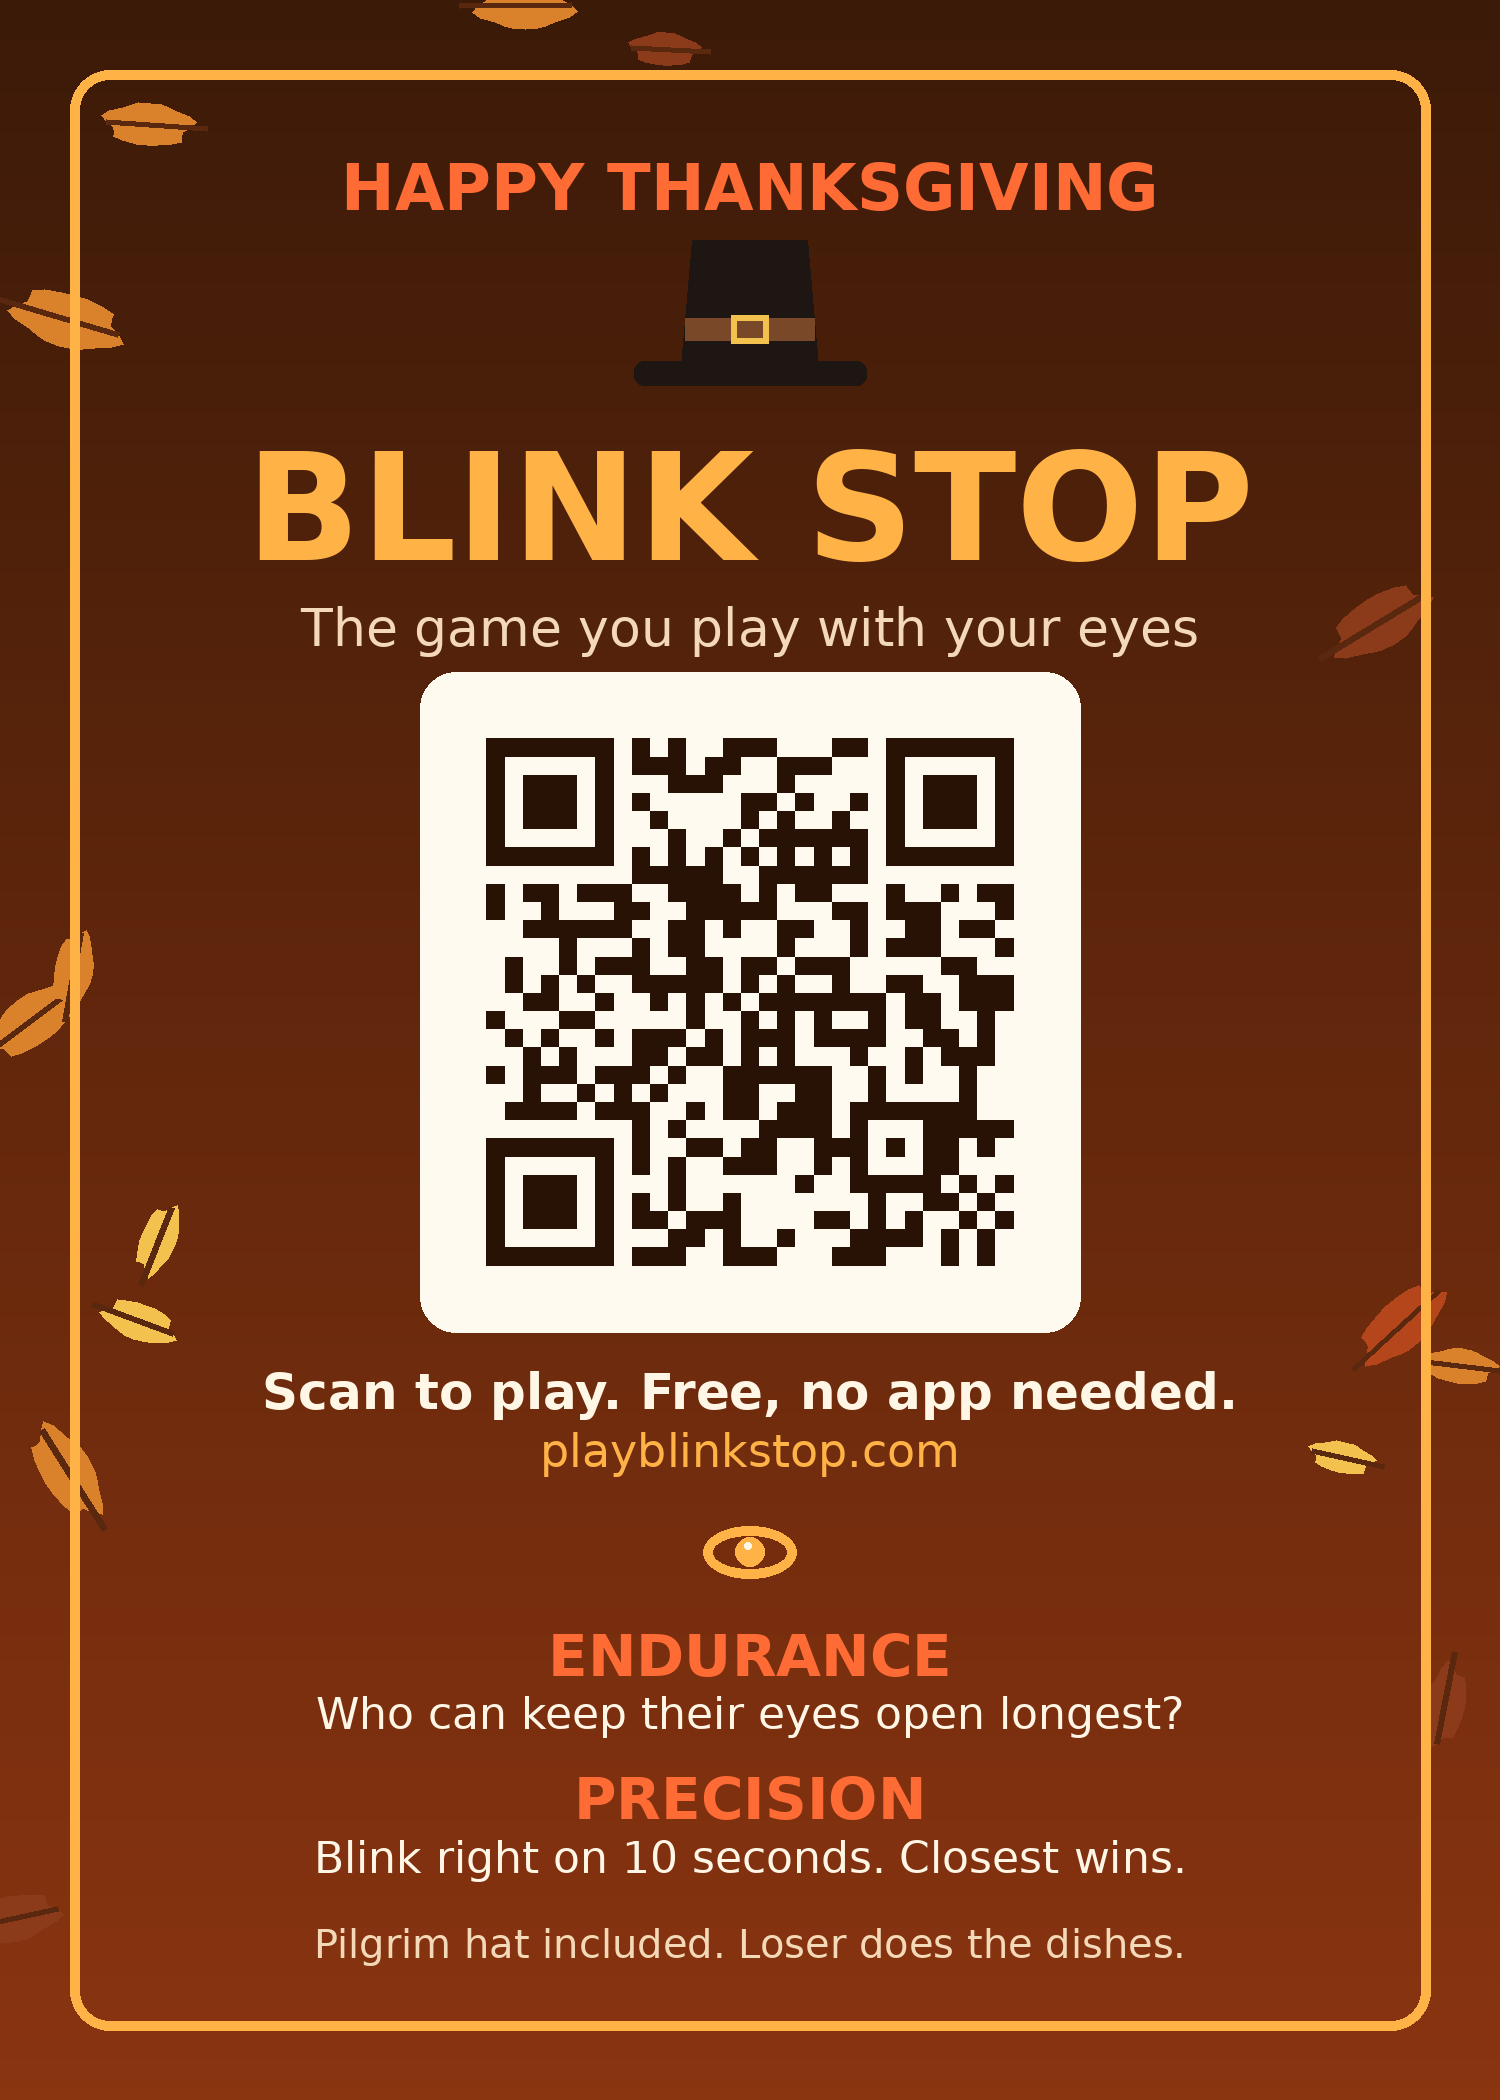 HAPPY THANKSGIVING
BLINK STOP
The game you play with your eyes
Scan to play. Free, no app needed.
playblinkstop.com
ENDURANCE
Who can keep their eyes open longest?
PRECISION
Blink right on 10 seconds. Closest wins.
Pilgrim hat included. Loser does the dishes.